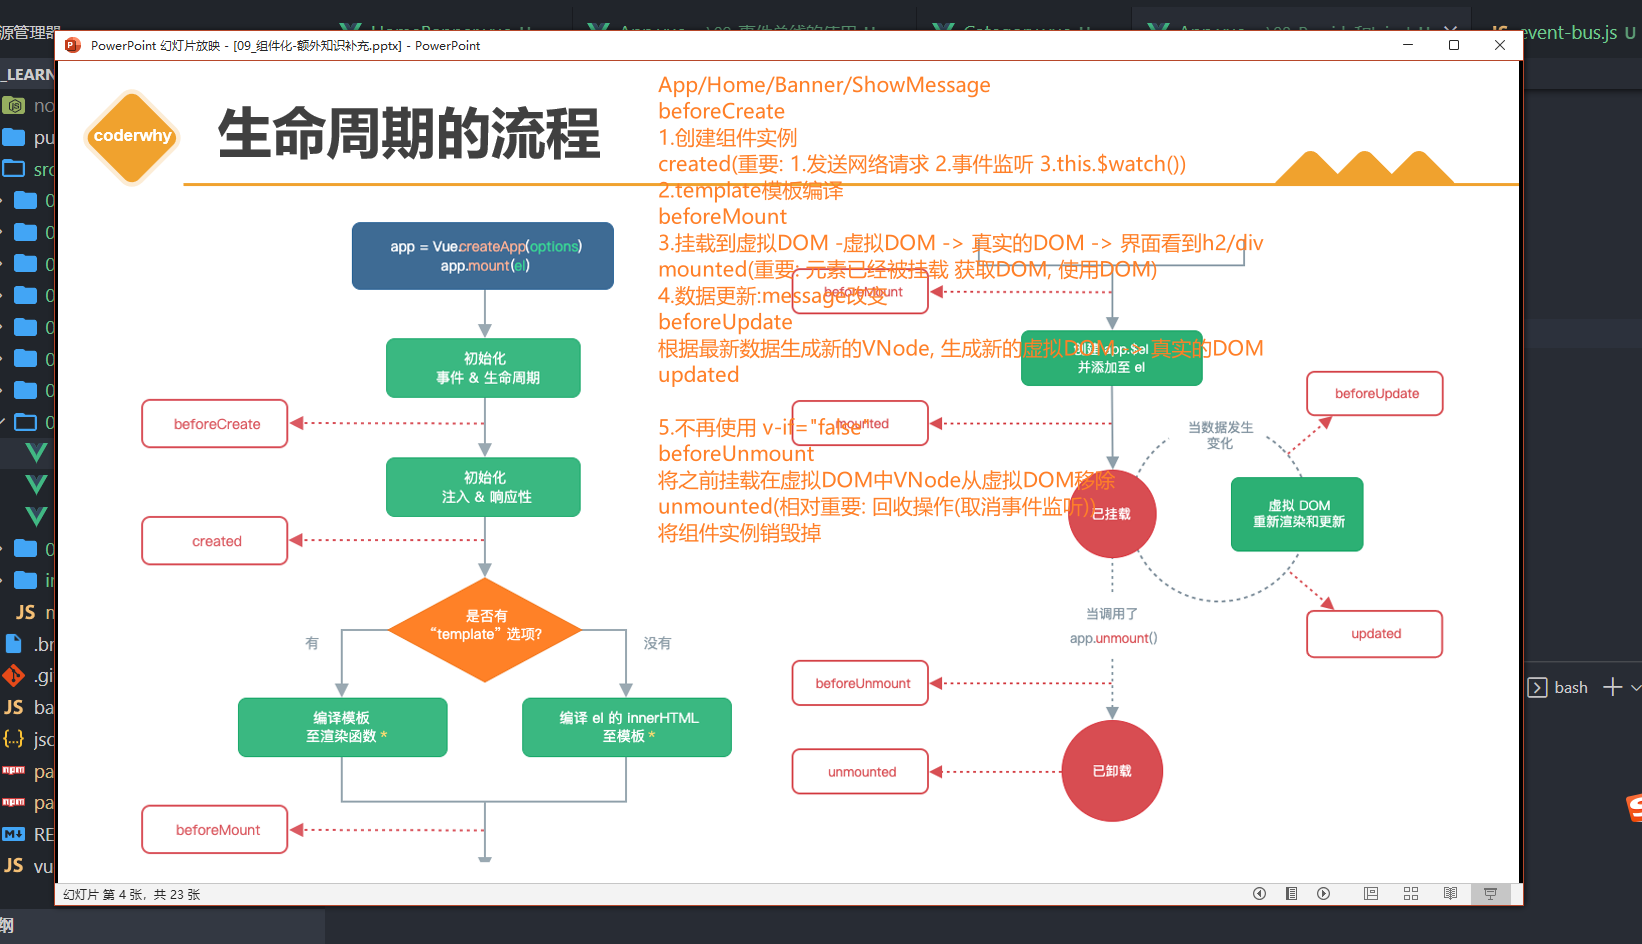 源管理器
event-bus.js U
PowerPoint 幻灯片放映 - [09_组件化-额外知识补充.pptx] - PowerPoint
_LEARN
coderwhy
生命周期的流程
App/Home/Banner/ShowMessage
beforeCreate
1.创建组件实例
created(重要: 1.发送网络请求 2.事件监听 3.this.$watch())
2.template模板编译
beforeMount
3.挂载到虚拟DOM -虚拟DOM -> 真实的DOM -> 界面看到h2/div
mounted(重要: 元素已经被挂载 获取DOM, 使用DOM)
4.数据更新:message改变
beforeUpdate
根据最新数据生成新的VNode, 生成新的虚拟DOM -> 真实的DOM
updated
5.不再使用 v-if="false"
beforeUnmount
将之前挂载在虚拟DOM中VNode从虚拟DOM移除
unmounted(相对重要: 回收操作(取消事件监听))
将组件实例销毁掉
app = Vue.createApp(options)
app.mount(el)
初始化
事件 & 生命周期
beforeCreate
初始化
注入 & 响应性
created
是否有
“template” 选项?
有
没有
编译模板
至渲染函数 *
编译 el 的 innerHTML
至模板 *
beforeMount
beforeMount
创建 app.$el
并添加至 el
mounted
已挂载
当数据发生
变化
beforeUpdate
虚拟 DOM
重新渲染和更新
updated
当调用了
app.unmount()
beforeUnmount
unmounted
已卸载
no
pu
src
JS
.br
.gi
JS ba
{..} jsc
npm pa
npm pa
M↓ RE
JS vu
bash
幻灯片 第 4 张，共 23 张
纲